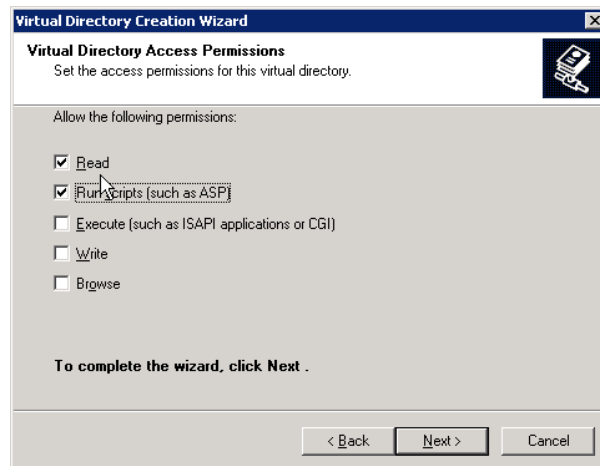 Virtual Directory Creation Wizard
Virtual Directory Access Permissions
Set the access permissions for this virtual directory.
Allow the following permissions:
Read
Run scripts (such as ASP)
Execute (such as ISAPI applications or CGI)
Write
Browse
To complete the wizard, click Next .
< Back Next > Cancel